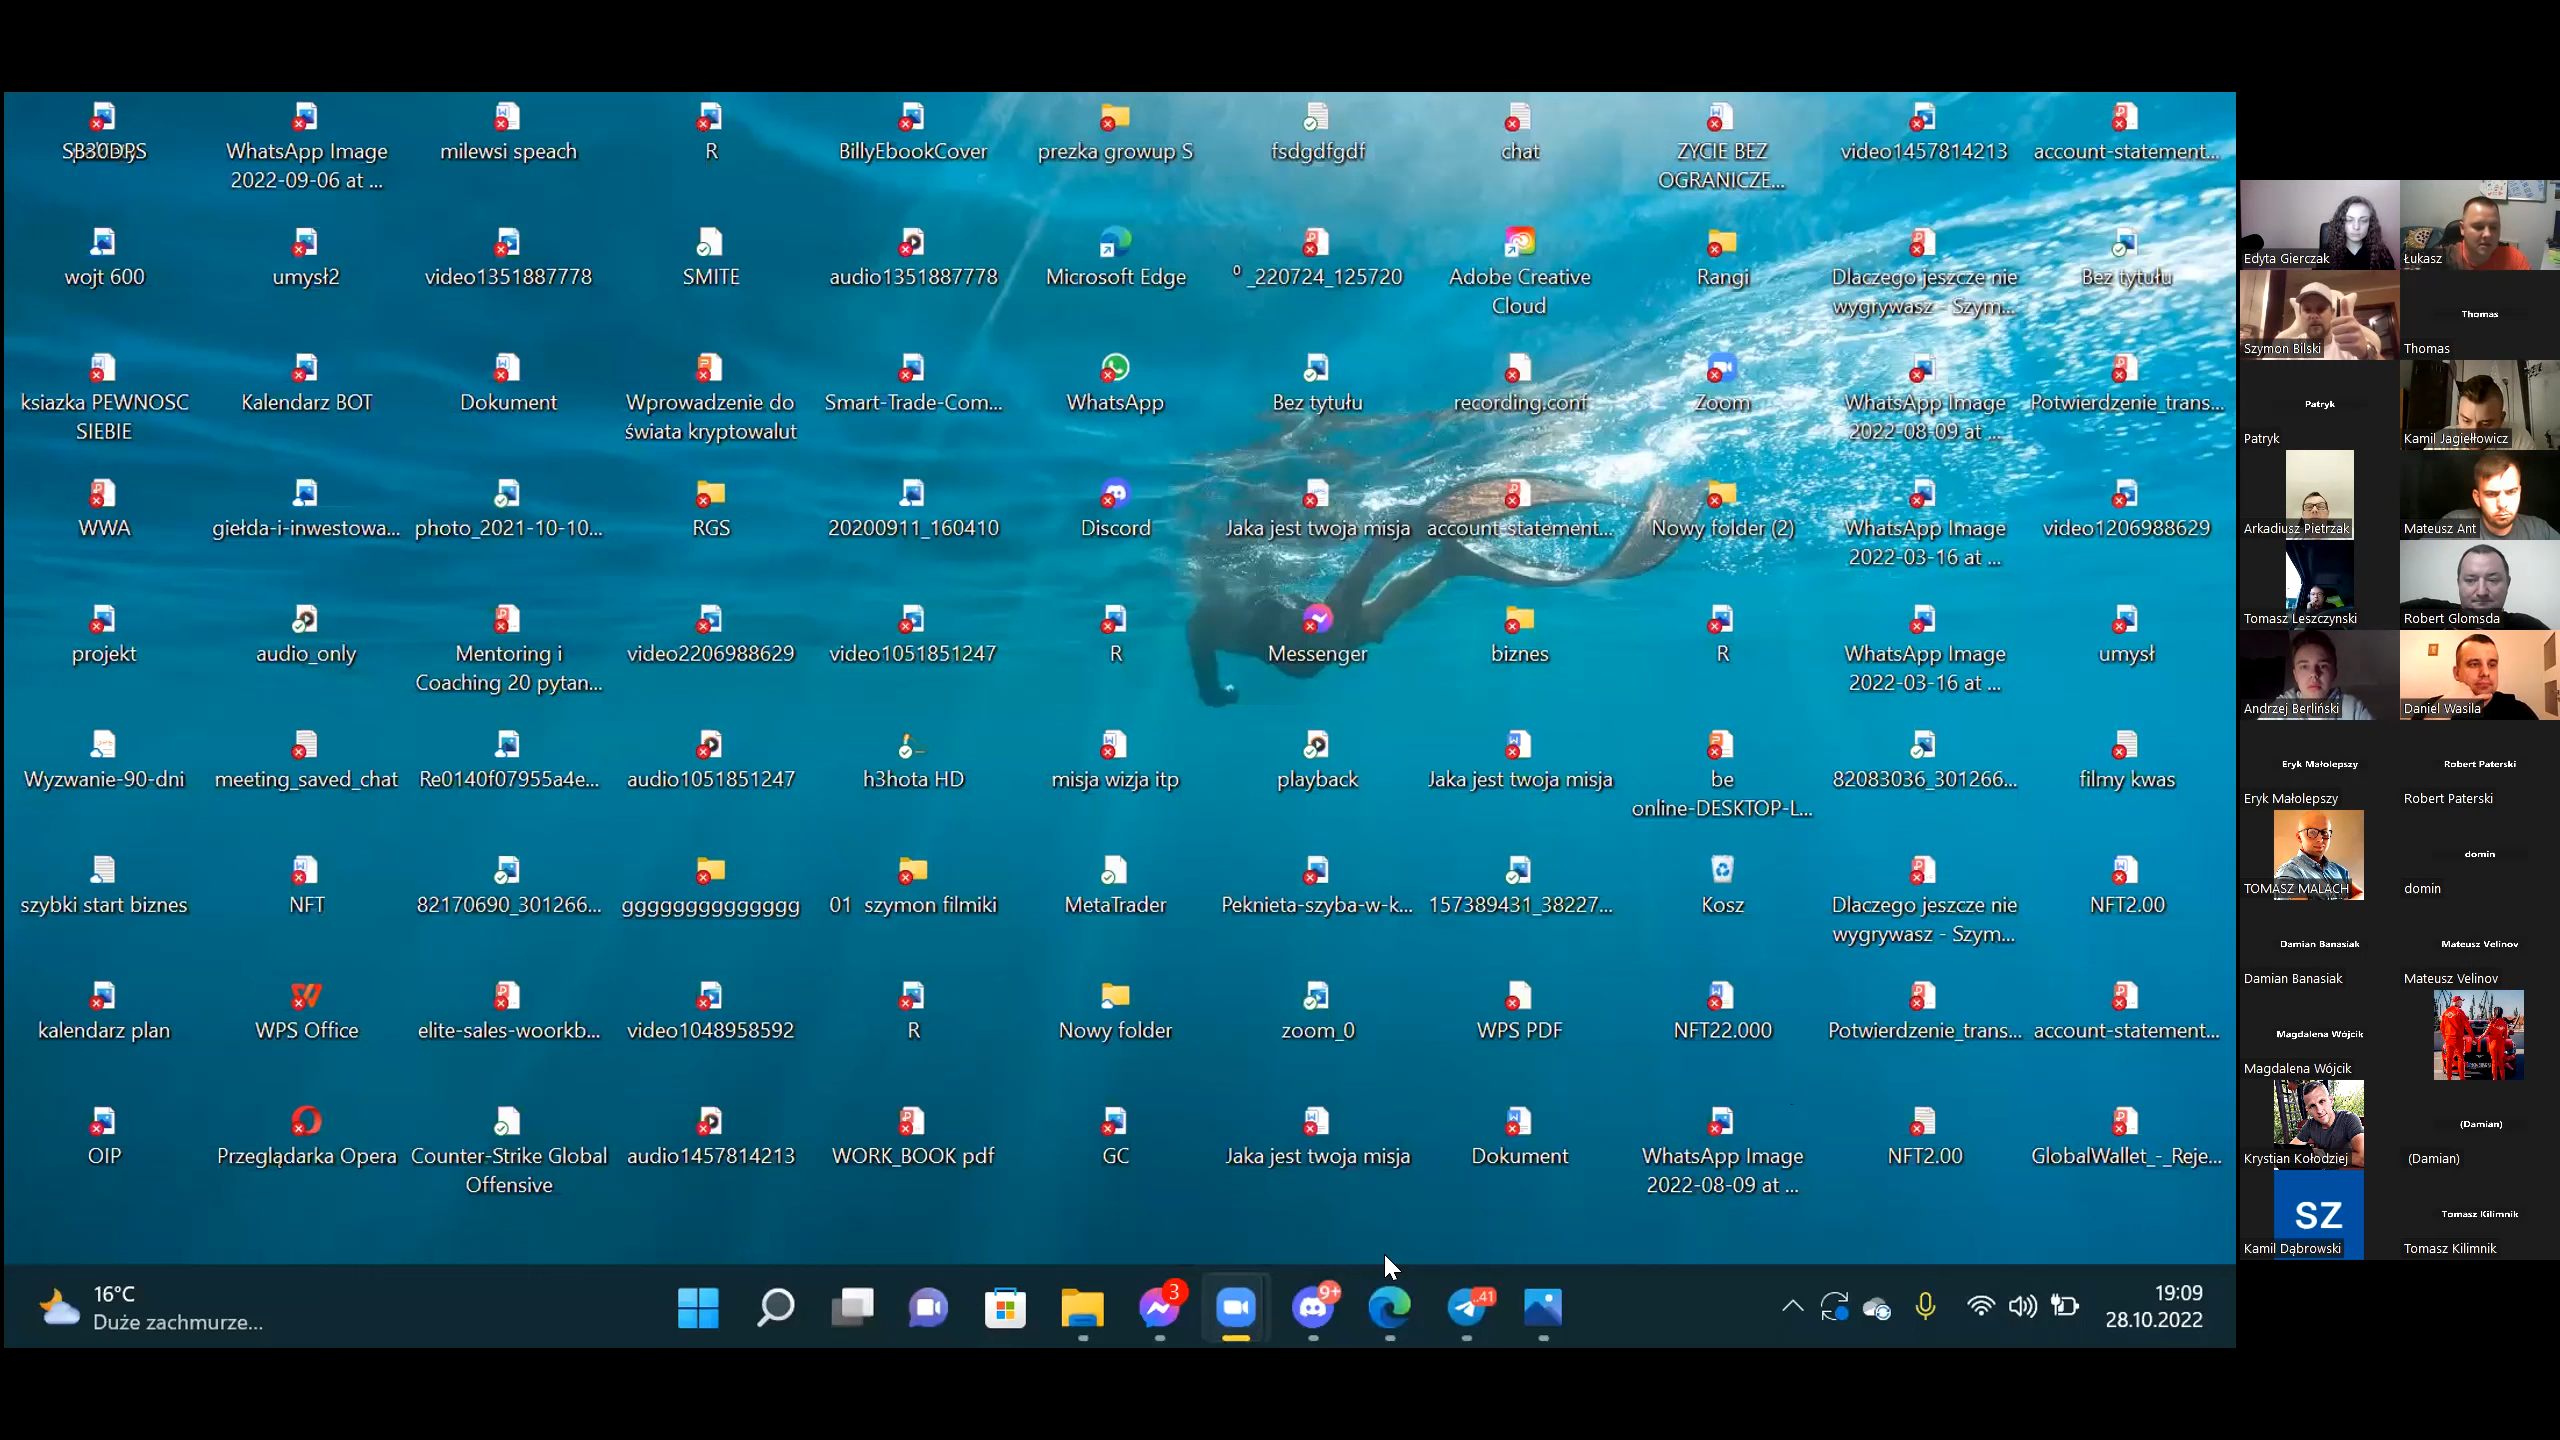 SB30DPS
WhatsApp Image
2022-09-06 at ...
milewsi speach
R
BillyEbookCover
prezka growup S
fsdgdfgdf
chat
ZYCIE BEZ
OGRANICZE...
video1457814213
account-statement...
wojt 600
umysł2
video1351887778
SMITE
audio1351887778
Microsoft Edge
⁰_220724_125720
Adobe Creative
Cloud
Rangi
Dlaczego jeszcze nie
wygrywasz - Szym...
Bez tytułu
ksiazka PEWNOSC
SIEBIE
Kalendarz BOT
Dokument
Wprowadzenie do
świata kryptowalut
Smart-Trade-Com...
WhatsApp
Bez tytułu
recording.conf
Zoom
WhatsApp Image
2022-08-09 at ...
Potwierdzenie_trans...
WWA
giełda-i-inwestowa...
photo_2021-10-10...
RGS
20200911_160410
Discord
Jaka jest twoja misja
account-statement...
Nowy folder (2)
WhatsApp Image
2022-03-16 at ...
video1206988629
projekt
audio_only
Mentoring i
Coaching 20 pytan...
video2206988629
video1051851247
R
Messenger
biznes
R
WhatsApp Image
2022-03-16 at ...
umysł
Wyzwanie-90-dni
meeting_saved_chat
Re0140f07955a4e...
audio1051851247
h3hota HD
misja wizja itp
playback
Jaka jest twoja misja
be
online-DESKTOP-L...
82083036_301266...
filmy kwas
szybki start biznes
NFT
82170690_301266...
gggggggggggggg
01 szymon filmiki
MetaTrader
Peknieta-szyba-w-k...
157389431_38227...
Kosz
Dlaczego jeszcze nie
wygrywasz - Szym...
NFT2.00
kalendarz plan
WPS Office
elite-sales-woorkb...
video1048958592
R
Nowy folder
zoom_0
WPS PDF
NFT22.000
Potwierdzenie_trans...
account-statement...
OIP
Przeglądarka Opera
Counter-Strike Global
Offensive
audio1457814213
WORK_BOOK pdf
GC
Jaka jest twoja misja
Dokument
WhatsApp Image
2022-08-09 at ...
NFT2.00
GlobalWallet_-_Reje...
16°C
Duże zachmurze...
3
9+
..41
19:09
28.10.2022
Edyta Gierczak
Łukasz
Szymon Bilski
Thomas
Thomas
Patryk
Patryk
Kamil Jagiełłowicz
Arkadiusz Pietrzak
Mateusz Ant
Tomasz Leszczynski
Robert Glomsda
Andrzej Berliński
Daniel Wasila
Eryk Małolepszy
Eryk Małolepszy
Robert Paterski
Robert Paterski
TOMASZ MALACH
domin
domin
Damian Banasiak
Damian Banasiak
Mateusz Velinov
Mateusz Velinov
Magdalena Wójcik
Magdalena Wójcik
Krystian Kołodziej
(Damian)
(Damian)
SZ
Kamil Dąbrowski
Tomasz Kilimnik
Tomasz Kilimnik